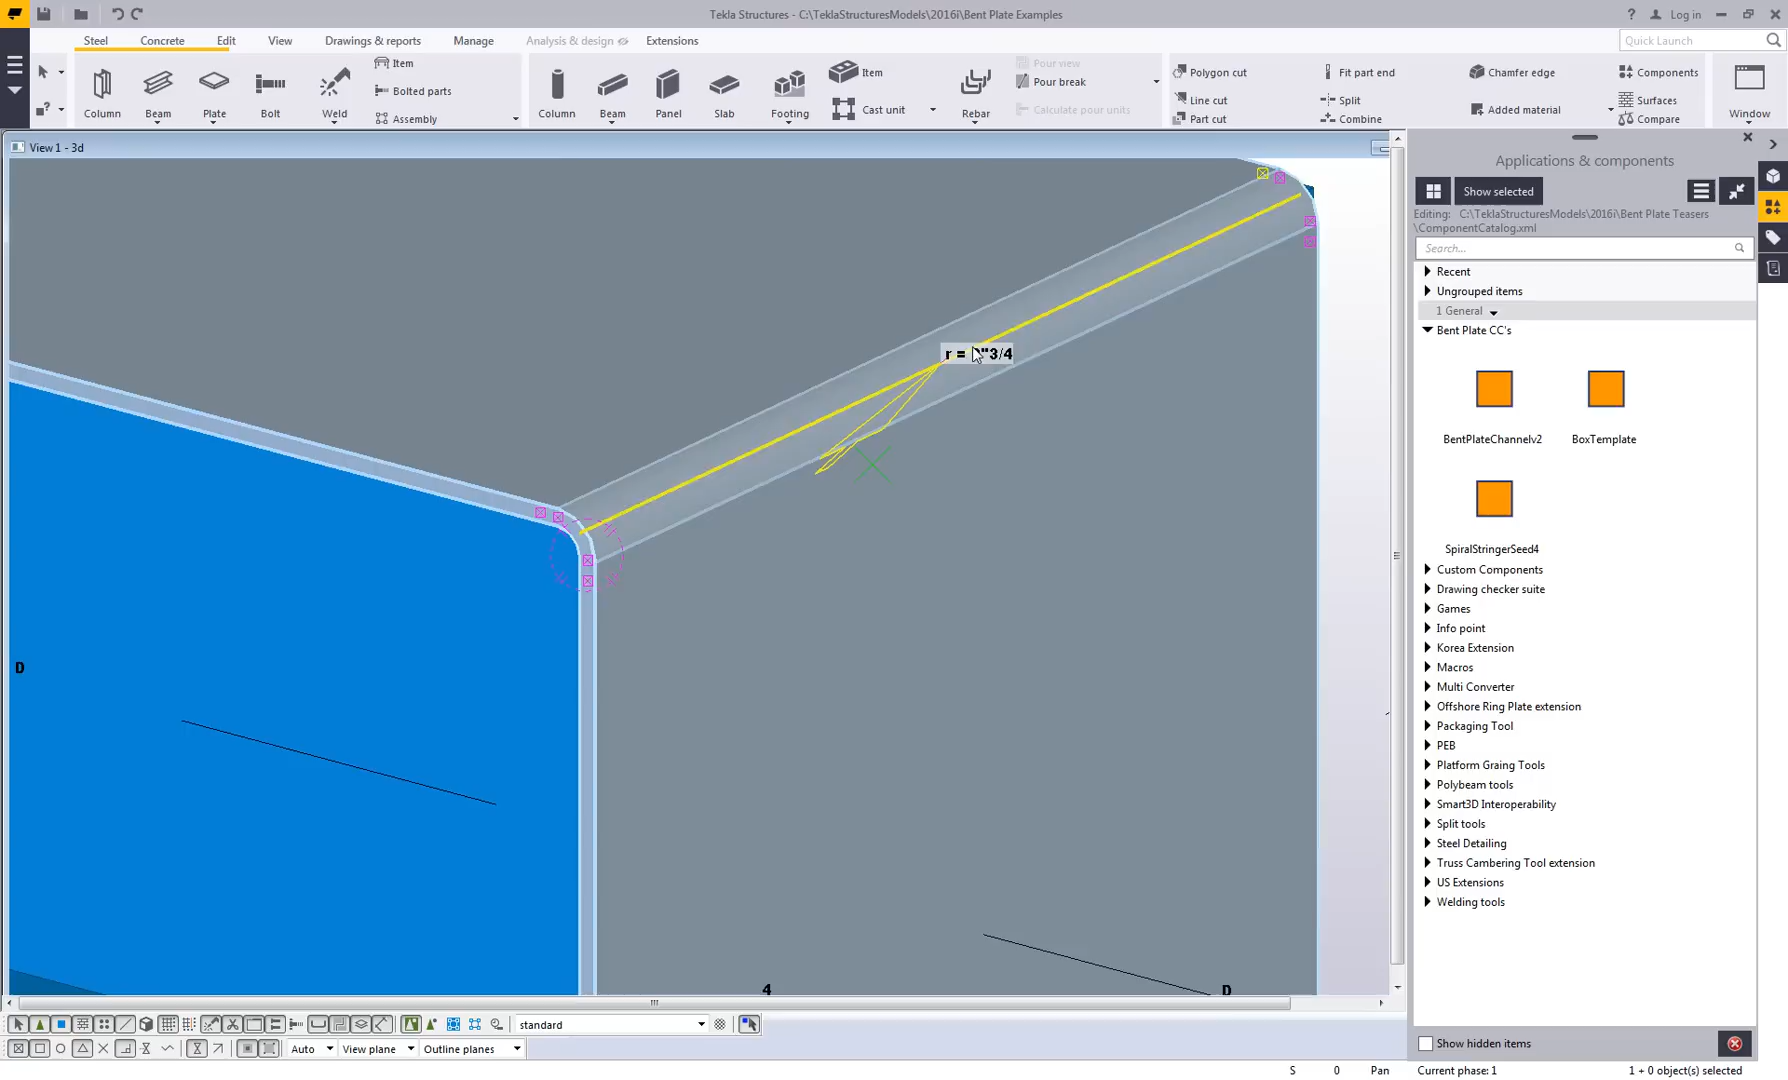 Tekla Structures - C:\TeklaStructuresModels\2016i\Bent Plate Examples
? Log in
Steel Concrete Edit View Drawings & reports Manage Analysis & design Extensions
Quick Launch
Column Beam Plate Bolt Weld
Item
Bolted parts
Assembly
Column Beam Panel Slab Footing
Item
Cast unit
Rebar
Pour view
Pour break
Calculate pour units
Polygon cut
Line cut
Part cut
Fit part end
Split
Combine
Chamfer edge
Added material
Components
Surfaces
Compare
Window
View 1 - 3d
r = "3/4
D
4
D
Applications & components
Show selected
Editing: C:\TeklaStructuresModels\2016i\Bent Plate Teasers
\ComponentCatalog.xml
Search...
Recent
Ungrouped items
1 General
Bent Plate CC's
BentPlateChannelv2 BoxTemplate
SpiralStringerSeed4
Custom Components
Drawing checker suite
Games
Info point
Korea Extension
Macros
Multi Converter
Offshore Ring Plate extension
Packaging Tool
PEB
Platform Graing Tools
Polybeam tools
Smart3D Interoperability
Split tools
Steel Detailing
Truss Cambering Tool extension
US Extensions
Welding tools
Show hidden items
standard
Auto View plane Outline planes
S 0 Pan Current phase: 1 1 + 0 object(s) selected